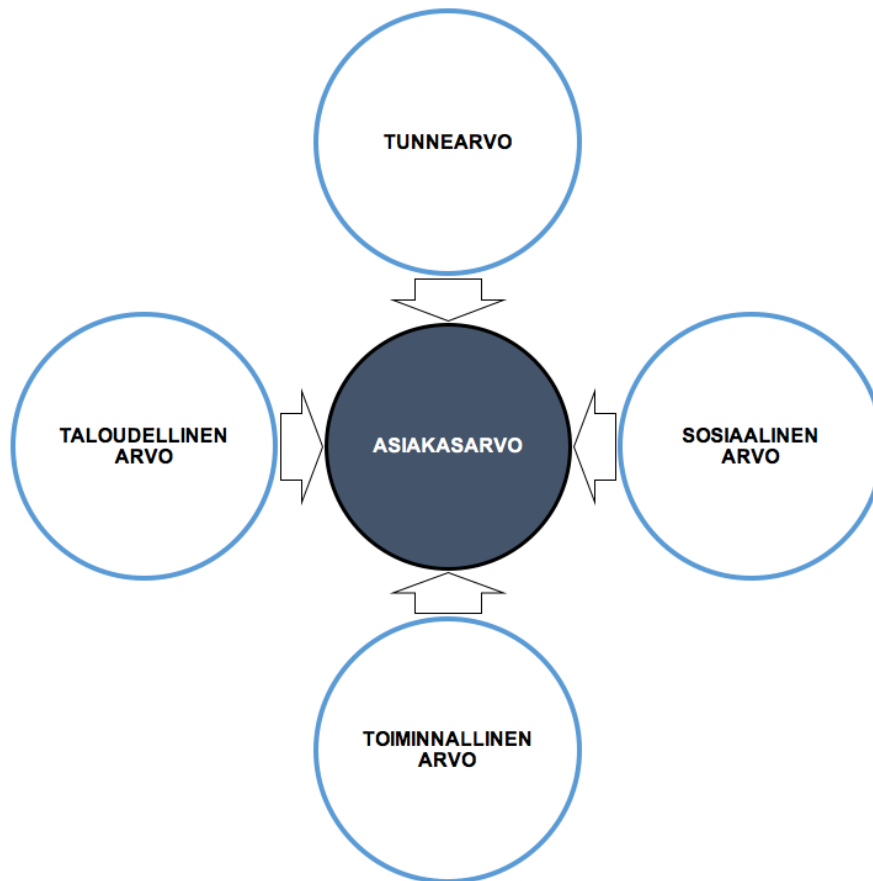 TUNNEARVO
TALOUDELLINEN
ARVO
ASIAKASARVO
SOSIAALINEN
ARVO
TOIMINNALLINEN
ARVO